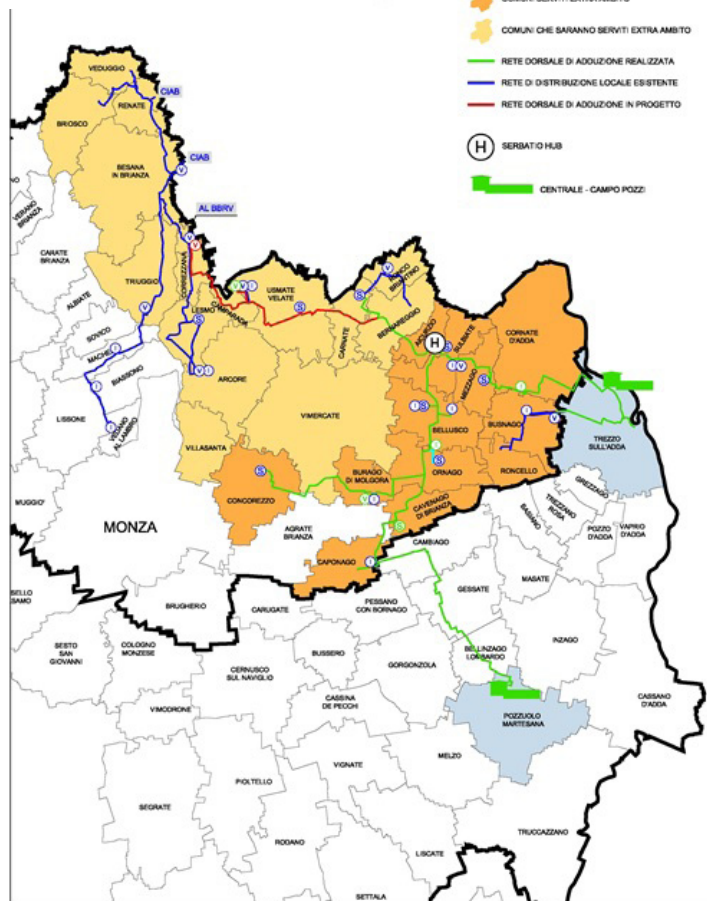 COMUNI CHE SARANNO SERVITI EXTRA AMBITO
RETE DORSALE DI ADDUZIONE REALIZZATA
RETE DI DISTRIBUZIONE LOCALE ESISTENTE
RETE DORSALE DI ADDUZIONE IN PROGETTO
H
SERBATIO HUB
CENTRALE - CAMPO POZZI
VEDUGGIO
CIAB
RENATE
BRIOSCO
BESANA
IN BRIANZA
CIAB
V
VERANO
BRIANZA
AL BBRV
V
V
CARATE
BRIANZA
TRIUGGIO
CORREZZANA
LESMO
CAMPARADA
S
V
V
V
I
USMATE
VELATE
S
CARNATE
S
V
BERNAREGGIO
ALBIATE
SOVICO
I
BIASSONO
I
LISSONE
I
VEDANO
AL LAMBRO
ARCORE
V
I
VILLASANTA
VIMERCATE
H
SULBIATE
MEZZAGO
CORNATE
D'ADDA
I
V
S
I
I
S
I
I
V
BUSNAGO
BELLUSCO
I
S
ORNAGO
RONCELLO
TREZZO
SULL'ADDA
CONCOREZZO
S
BURAGO
DI MOLGORA
V
I
CAVENAGO
DI BRIANZA
S
MUGGIO'
MONZA
AGRATE
BRIANZA
CAPONAGO
I
CAMBIAGO
BASIANO
TREZZANO
ROSA
GREZZAGO
POZZO
D'ADDA
VAPRIO
D'ADDA
MASATE
GESSATE
PESSANO
CON BORNAGO
BRUGHERIO
CARUGATE
SESTO
SAN
GIOVANNI
COLOGNO
MONZESE
BUSSERO
GORGONZOLA
BELLINZAGO
LOMBARDO
INZAGO
CERNUSCO
SUL NAVIGLIO
CASSINA
DE PECCHI
CASSANO
D'ADDA
VIMODRONE
POZZUOLO
MARTESANA
MELZO
VIGNATE
PIOLTELLO
SEGRATE
TRUCCAZZANO
RODANO
LISCATE
SETTALA